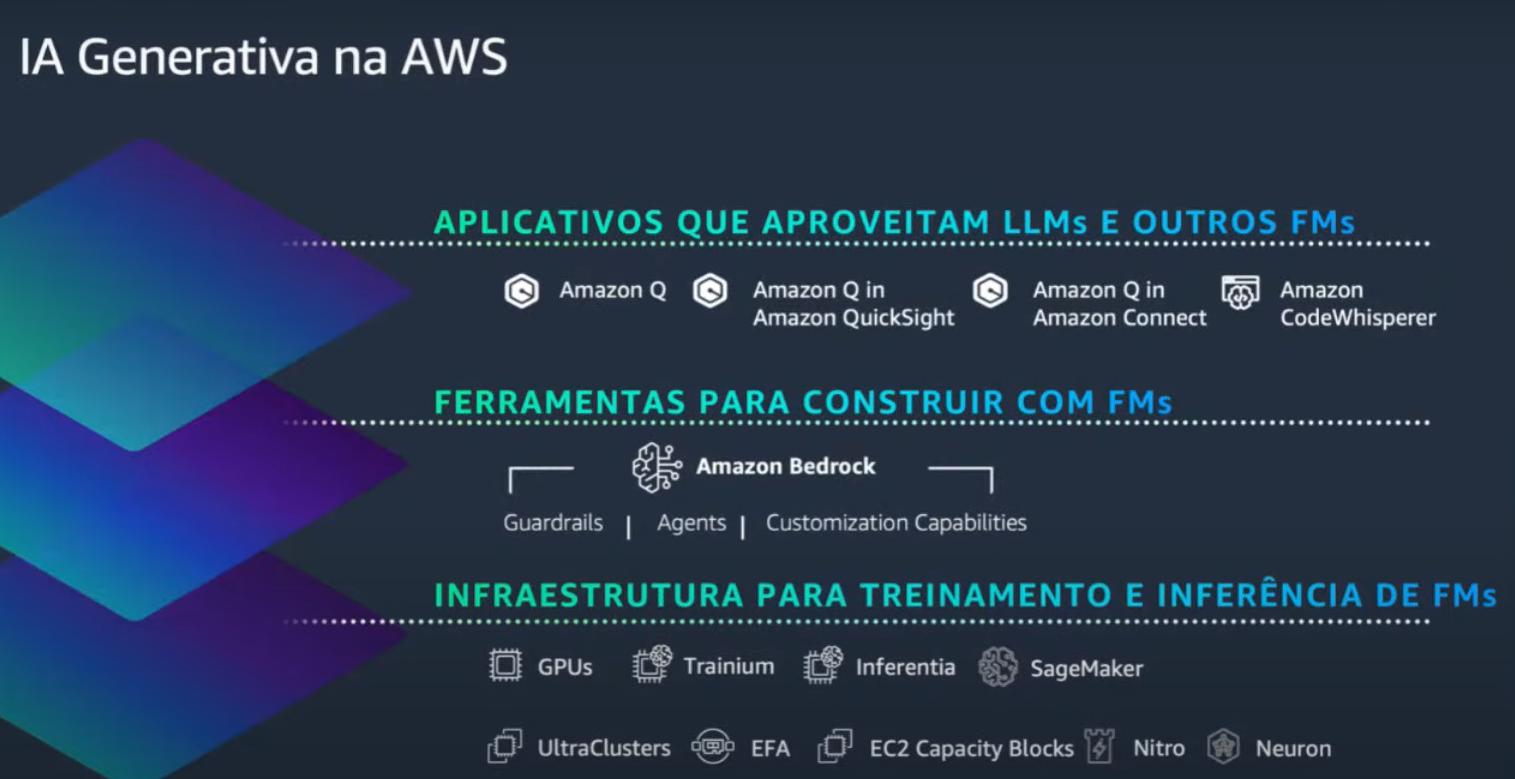 IA Generativa na AWS
APLICATIVOS QUE APROVEITAM LLMs E OUTROS FMs
Amazon Q
Amazon Q in
Amazon QuickSight
Amazon Q in
Amazon Connect
Amazon
CodeWhisperer
FERRAMENTAS PARA CONSTRUIR COM FMs
Amazon Bedrock
Guardrails | Agents | Customization Capabilities
INFRAESTRUTURA PARA TREINAMENTO E INFERÊNCIA DE FMs
GPUs Trainium Inferentia SageMaker
UltraClusters EFA EC2 Capacity Blocks Nitro Neuron